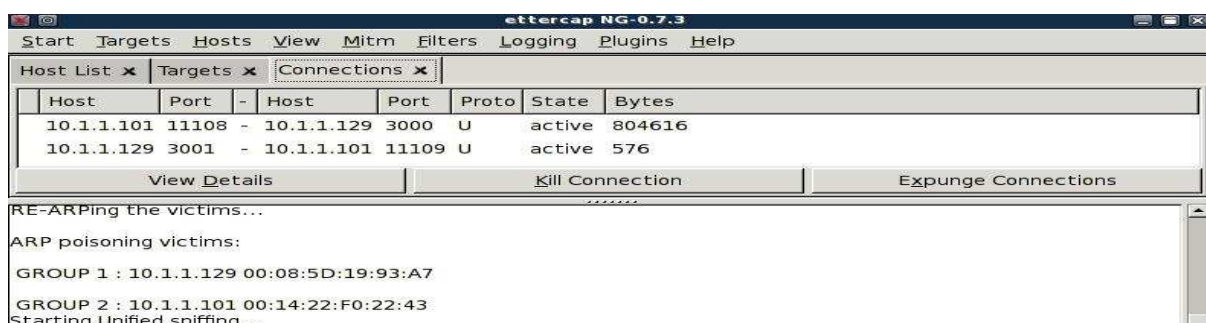 ettercap NG-0.7.3
Start Targets Hosts View Mitm Filters Logging Plugins Help
Host List Targets Connections
Host Port - Host Port Proto State Bytes
10.1.1.101 11108 - 10.1.1.129 3000 U active 804616
10.1.1.129 3001 - 10.1.1.101 11109 U active 576
View Details Kill Connection Expunge Connections
RE-ARPing the victims...
ARP poisoning victims:
GROUP 1 : 10.1.1.129 00:08:5D:19:93:A7
GROUP 2 : 10.1.1.101 00:14:22:F0:22:43
Starting Unified sniffing...